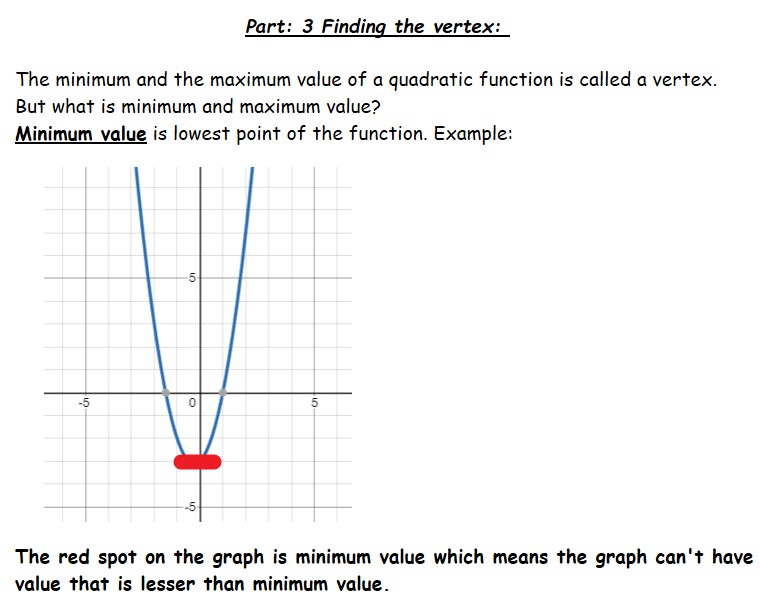 Part: 3 Finding the vertex:
The minimum and the maximum value of a quadratic function is called a vertex.
But what is minimum and maximum value?
Minimum value is lowest point of the function. Example:
5
-5 0 5
-5
The red spot on the graph is minimum value which means the graph can't have
value that is lesser than minimum value.